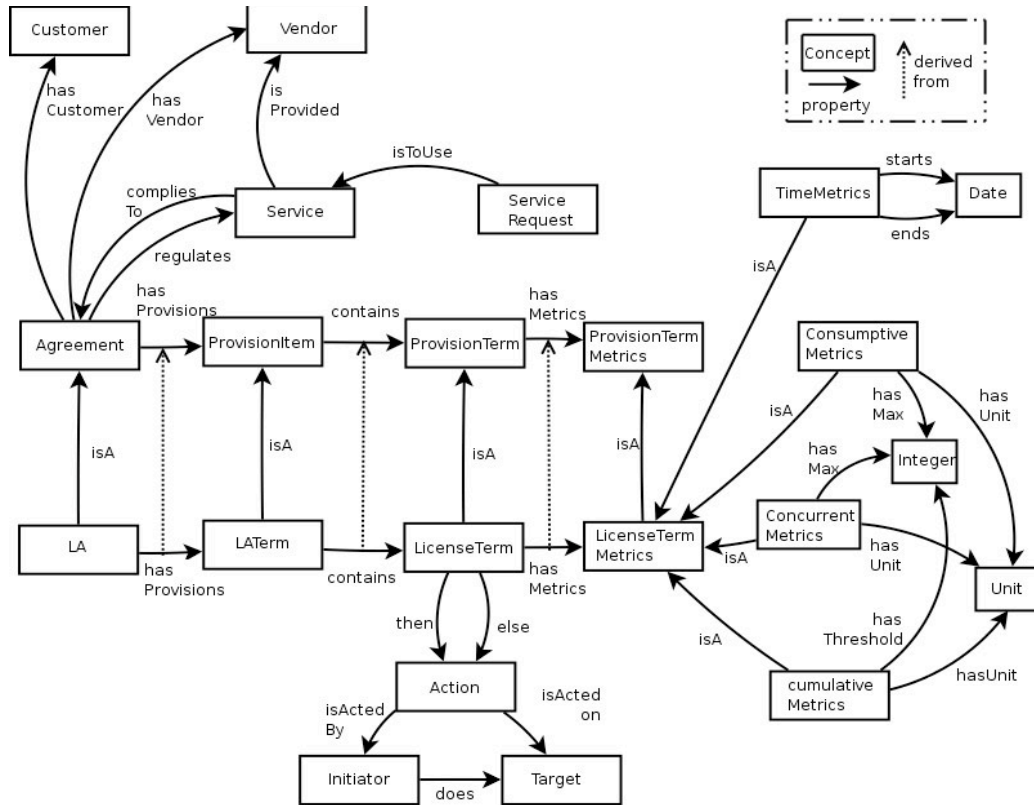 Customer
Vendor
Concept
property
derived
from
has
Customer
has
Vendor
is
Provided
isToUse
Service
Request
complies
To
Service
regulates
TimeMetrics
starts
Date
ends
isA
has
Provisions
contains
has
Metrics
Agreement
ProvisionItem
ProvisionTerm
ProvisionTerm
Metrics
Consumptive
Metrics
isA
has
Max
has
Unit
isA
isA
isA
isA
has
Max
Integer
LA
LATerm
LicenseTerm
LicenseTerm
Metrics
Concurrent
Metrics
isA
has
Provisions
contains
has
Metrics
has
Unit
Unit
then
else
isA
has
Threshold
hasUnit
Action
cumulative
Metrics
isActed
By
isActed
on
Initiator
does
Target